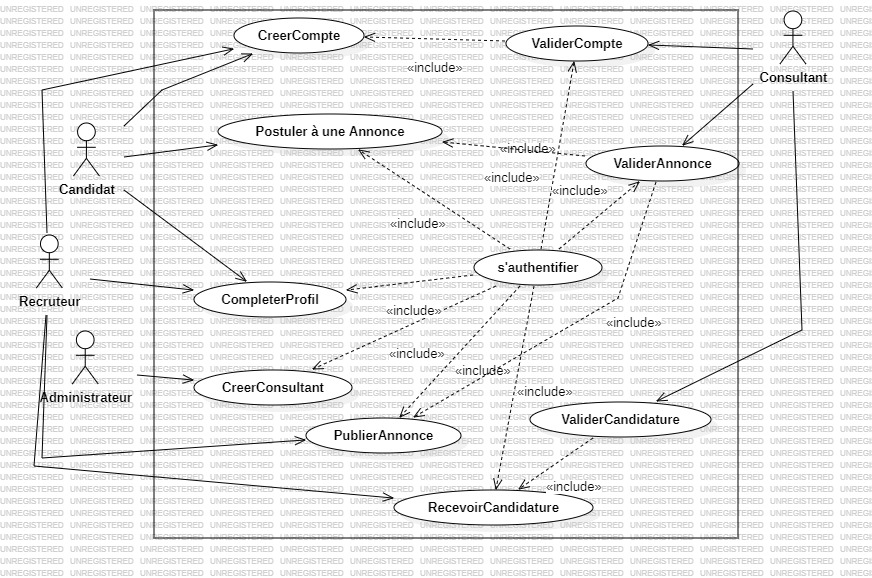 CreerCompte
ValiderCompte
Consultant
«include»
Postuler à une Annonce
Candidat
«include»
ValiderAnnonce
«include»
«include»
«include»
s'authentifier
Recruteur
CompleterProfil
«include»
«include»
«include»
«include»
Administrateur
CreerConsultant
«include»
ValiderCandidature
PublierAnnonce
«include»
RecevoirCandidature
UNREGISTERED